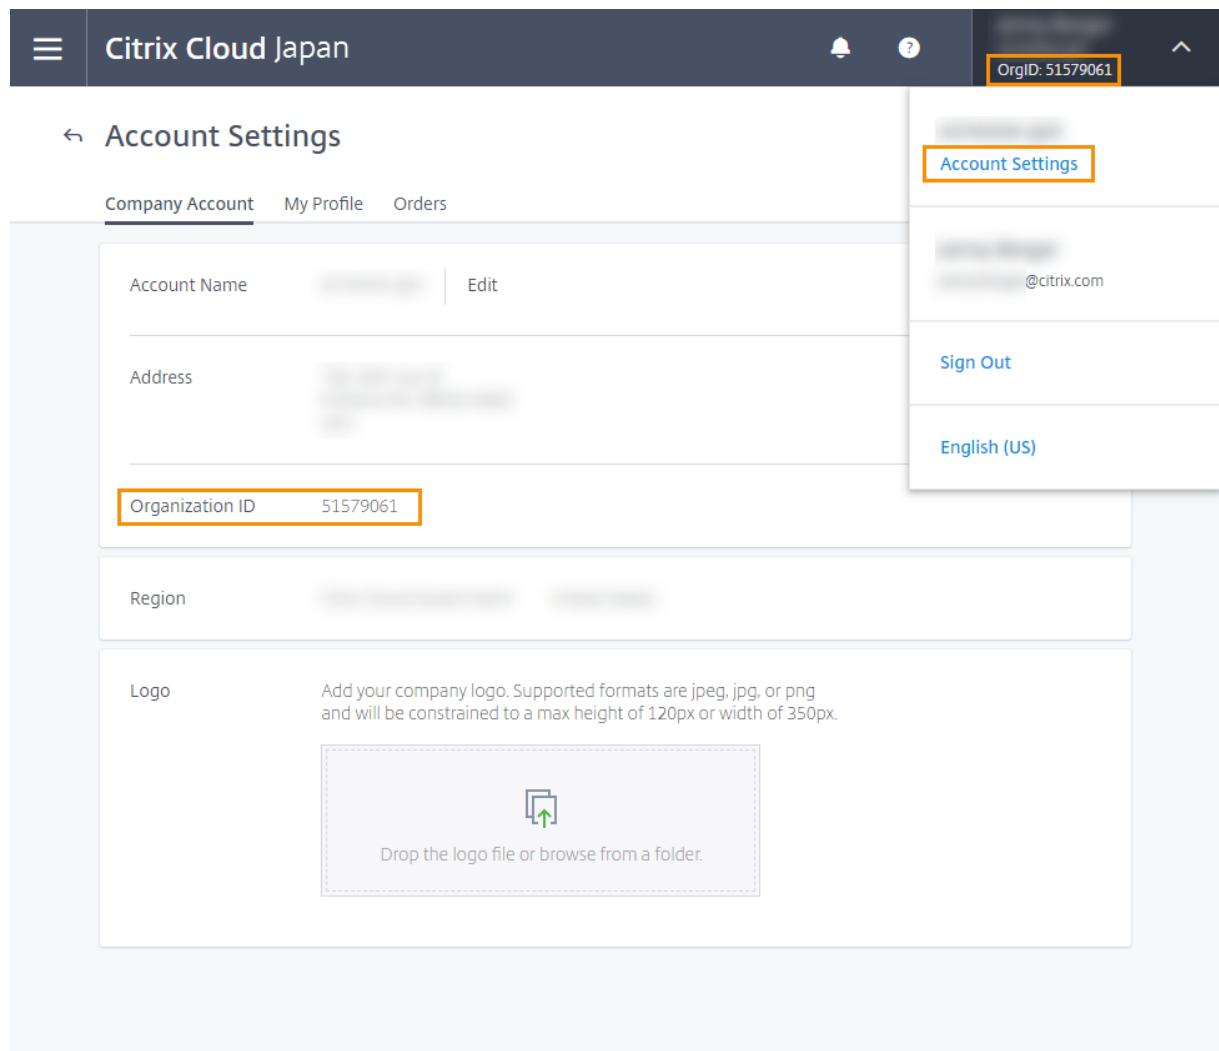 Citrix Cloud Japan
?
OrgID: 51579061
Account Settings
Account Settings
Company Account My Profile Orders
@citrix.com
Account Name Edit
Sign Out
Address
English (US)
Organization ID 51579061
Region
Logo Add your company logo. Supported formats are jpeg, jpg, or png
and will be constrained to a max height of 120px or width of 350px.
Drop the logo file or browse from a folder.